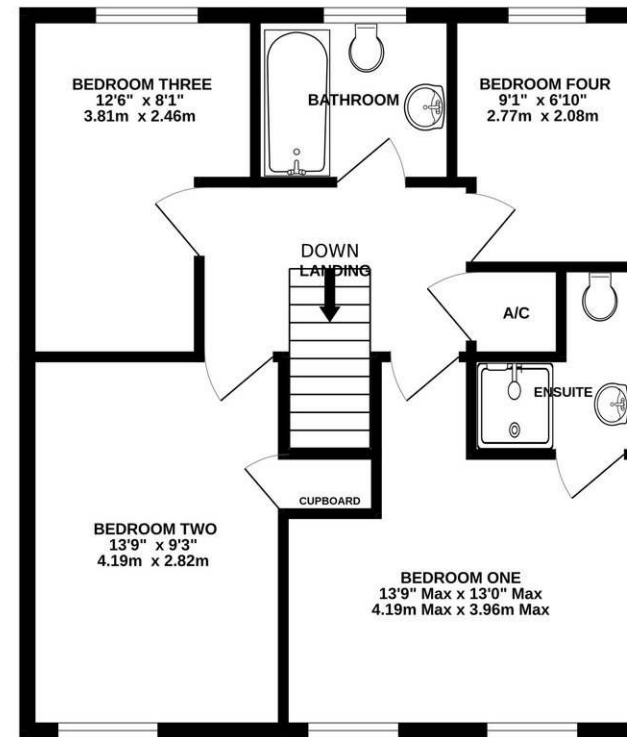 BEDROOM THREE
12'6" x 8'1"
3.81m x 2.46m
BATHROOM
BEDROOM FOUR
9'1" x 6'10"
2.77m x 2.08m
DOWN
LANDING
A/C
ENSUITE
CUPBOARD
BEDROOM TWO
13'9" x 9'3"
4.19m x 2.82m
BEDROOM ONE
13'9" Max x 13'0" Max
4.19m Max x 3.96m Max